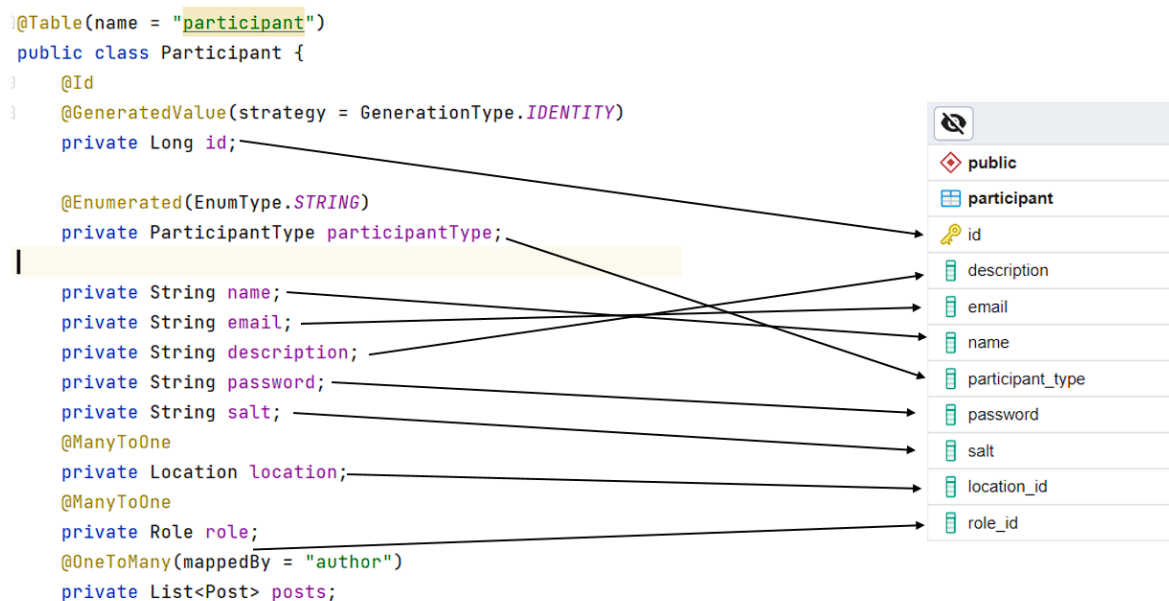 @Table(name = "participant")
public class Participant {
@Id
@GeneratedValue(strategy = GenerationType.IDENTITY)
private Long id;
@Enumerated(EnumType.STRING)
private ParticipantType participantType;
private String name;
private String email;
private String description;
private String password;
private String salt;
@ManyToOne
private Location location;
@ManyToOne
private Role role;
@OneToMany(mappedBy = "author")
private List<Post> posts;
public
participant
id
description
email
name
participant_type
password
salt
location_id
role_id